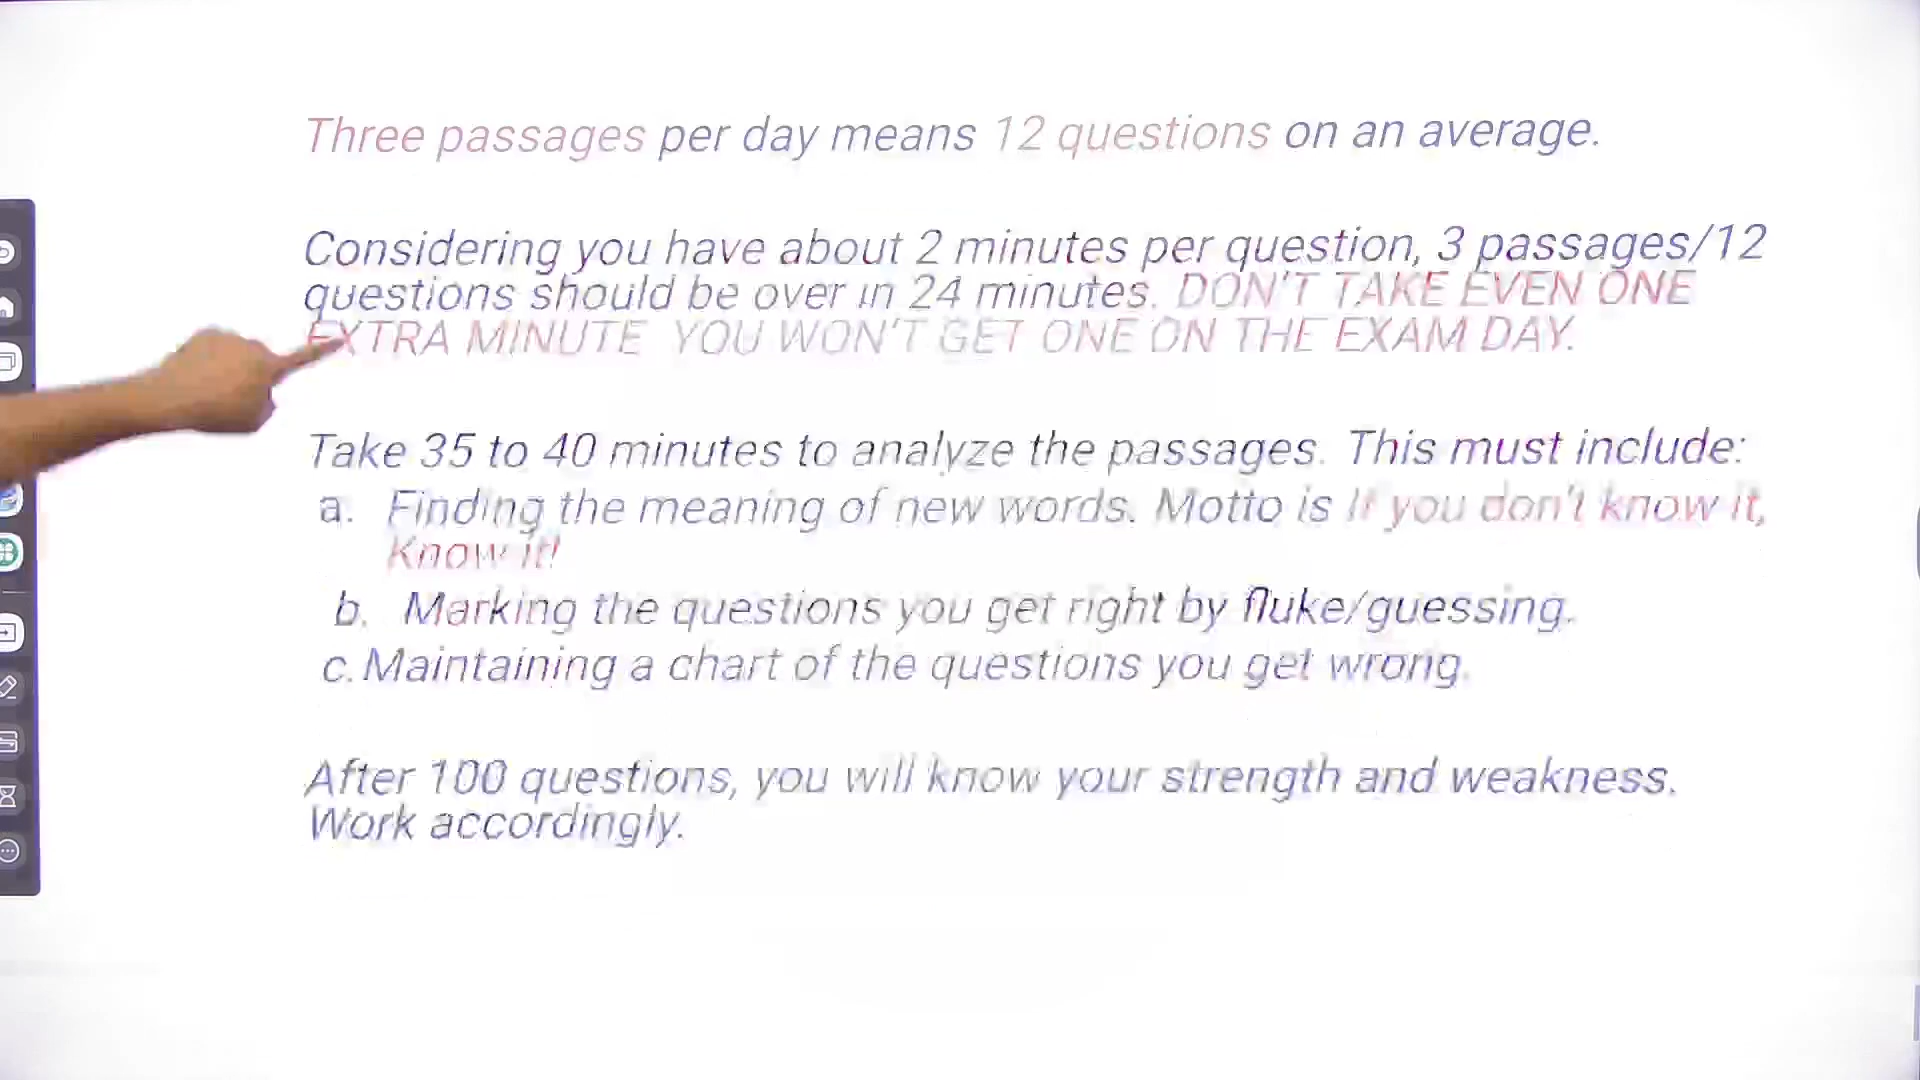 Three passages per day means 12 questions on an average.
Considering you have about 2 minutes per question, 3 passages/12
questions should be over in 24 minutes. DON'T TAKE EVEN ONE
EXTRA MINUTE YOU WON'T GET ONE ON THE EXAM DAY.
Take 35 to 40 minutes to analyze the passages. This must include:
a. Finding the meaning of new words. Motto is If you don't know it,
Know it!
b. Marking the questions you get right by fluke/guessing.
c. Maintaining a chart of the questions you get wrong.
After 100 questions, you will know your strength and weakness.
Work accordingly.